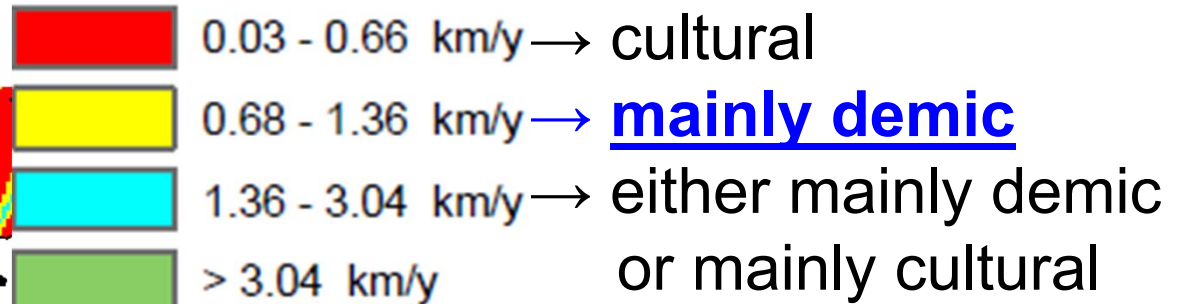 0.03 - 0.66 km/y → cultural
0.68 - 1.36 km/y → mainly demic
1.36 - 3.04 km/y → either mainly demic
or mainly cultural
> 3.04 km/y